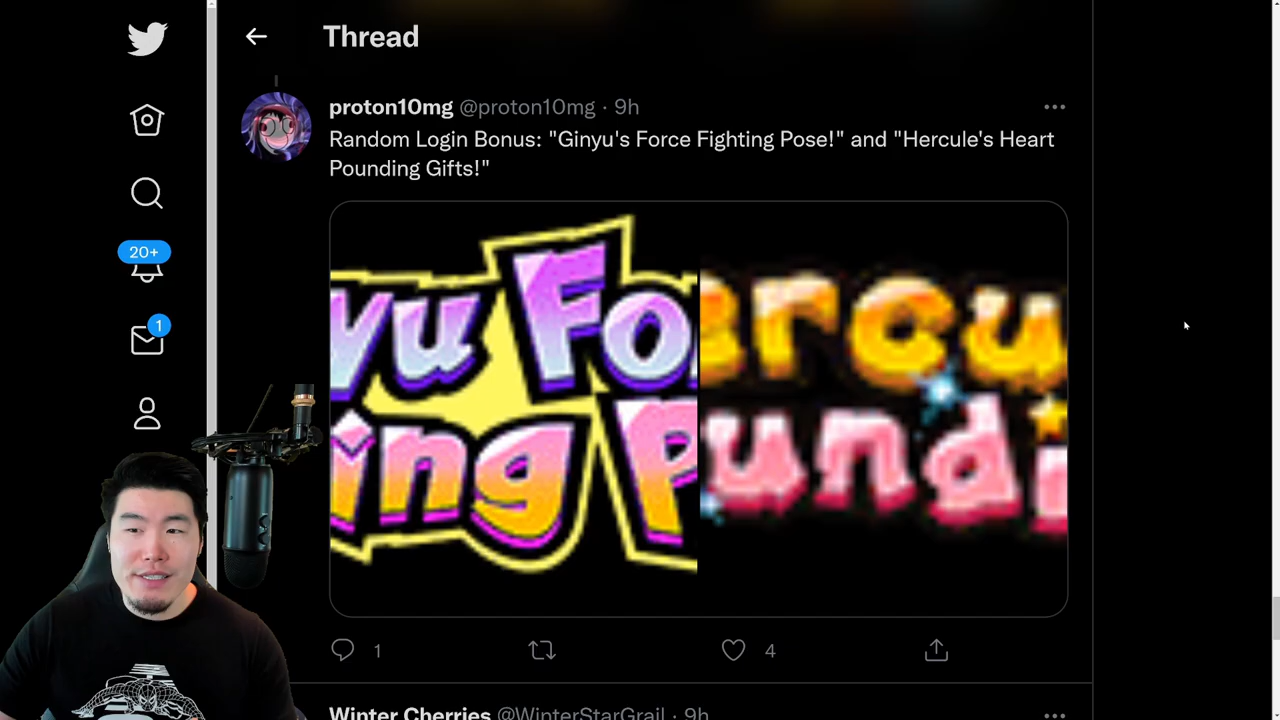 Thread
proton10mg @proton10mg · 9h
Random Login Bonus: "Ginyu's Force Fighting Pose!" and "Hercule's Heart
Pounding Gifts!"
yu Fo
ing P
ercu
undi
20+
1
1
4
Winter Cherries @WinterStarGrail · 9h